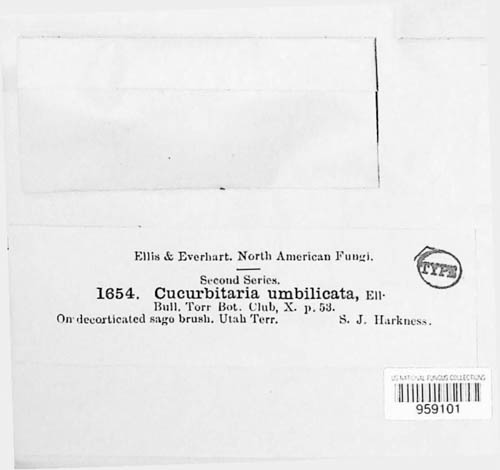 Ellis & Everhart. North American Fungi.
Second Series.
1654. Cucurbitaria umbilicata, Ell.
Bull. Torr Bot. Club, X. p. 53.
On decorticated sago brush. Utah Terr. S. J. Harkness.
TYPE
US NATIONAL FUNGUS COLLECTIONS
959101